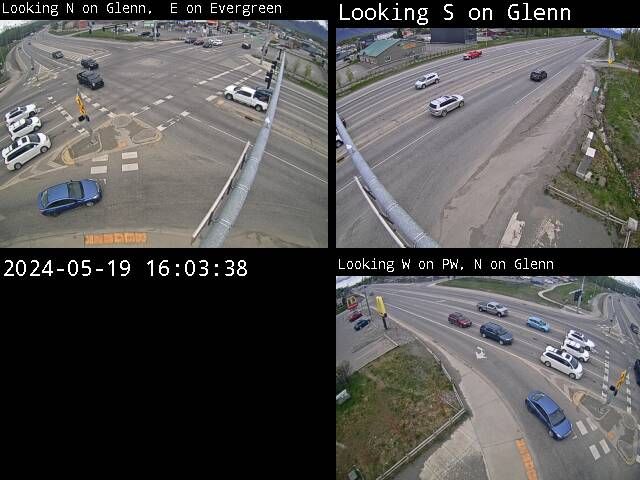 Looking N on Glenn,  E on Evergreen
Looking S on Glenn
2024-05-19 16:03:38
Looking W on PW, N on Glenn